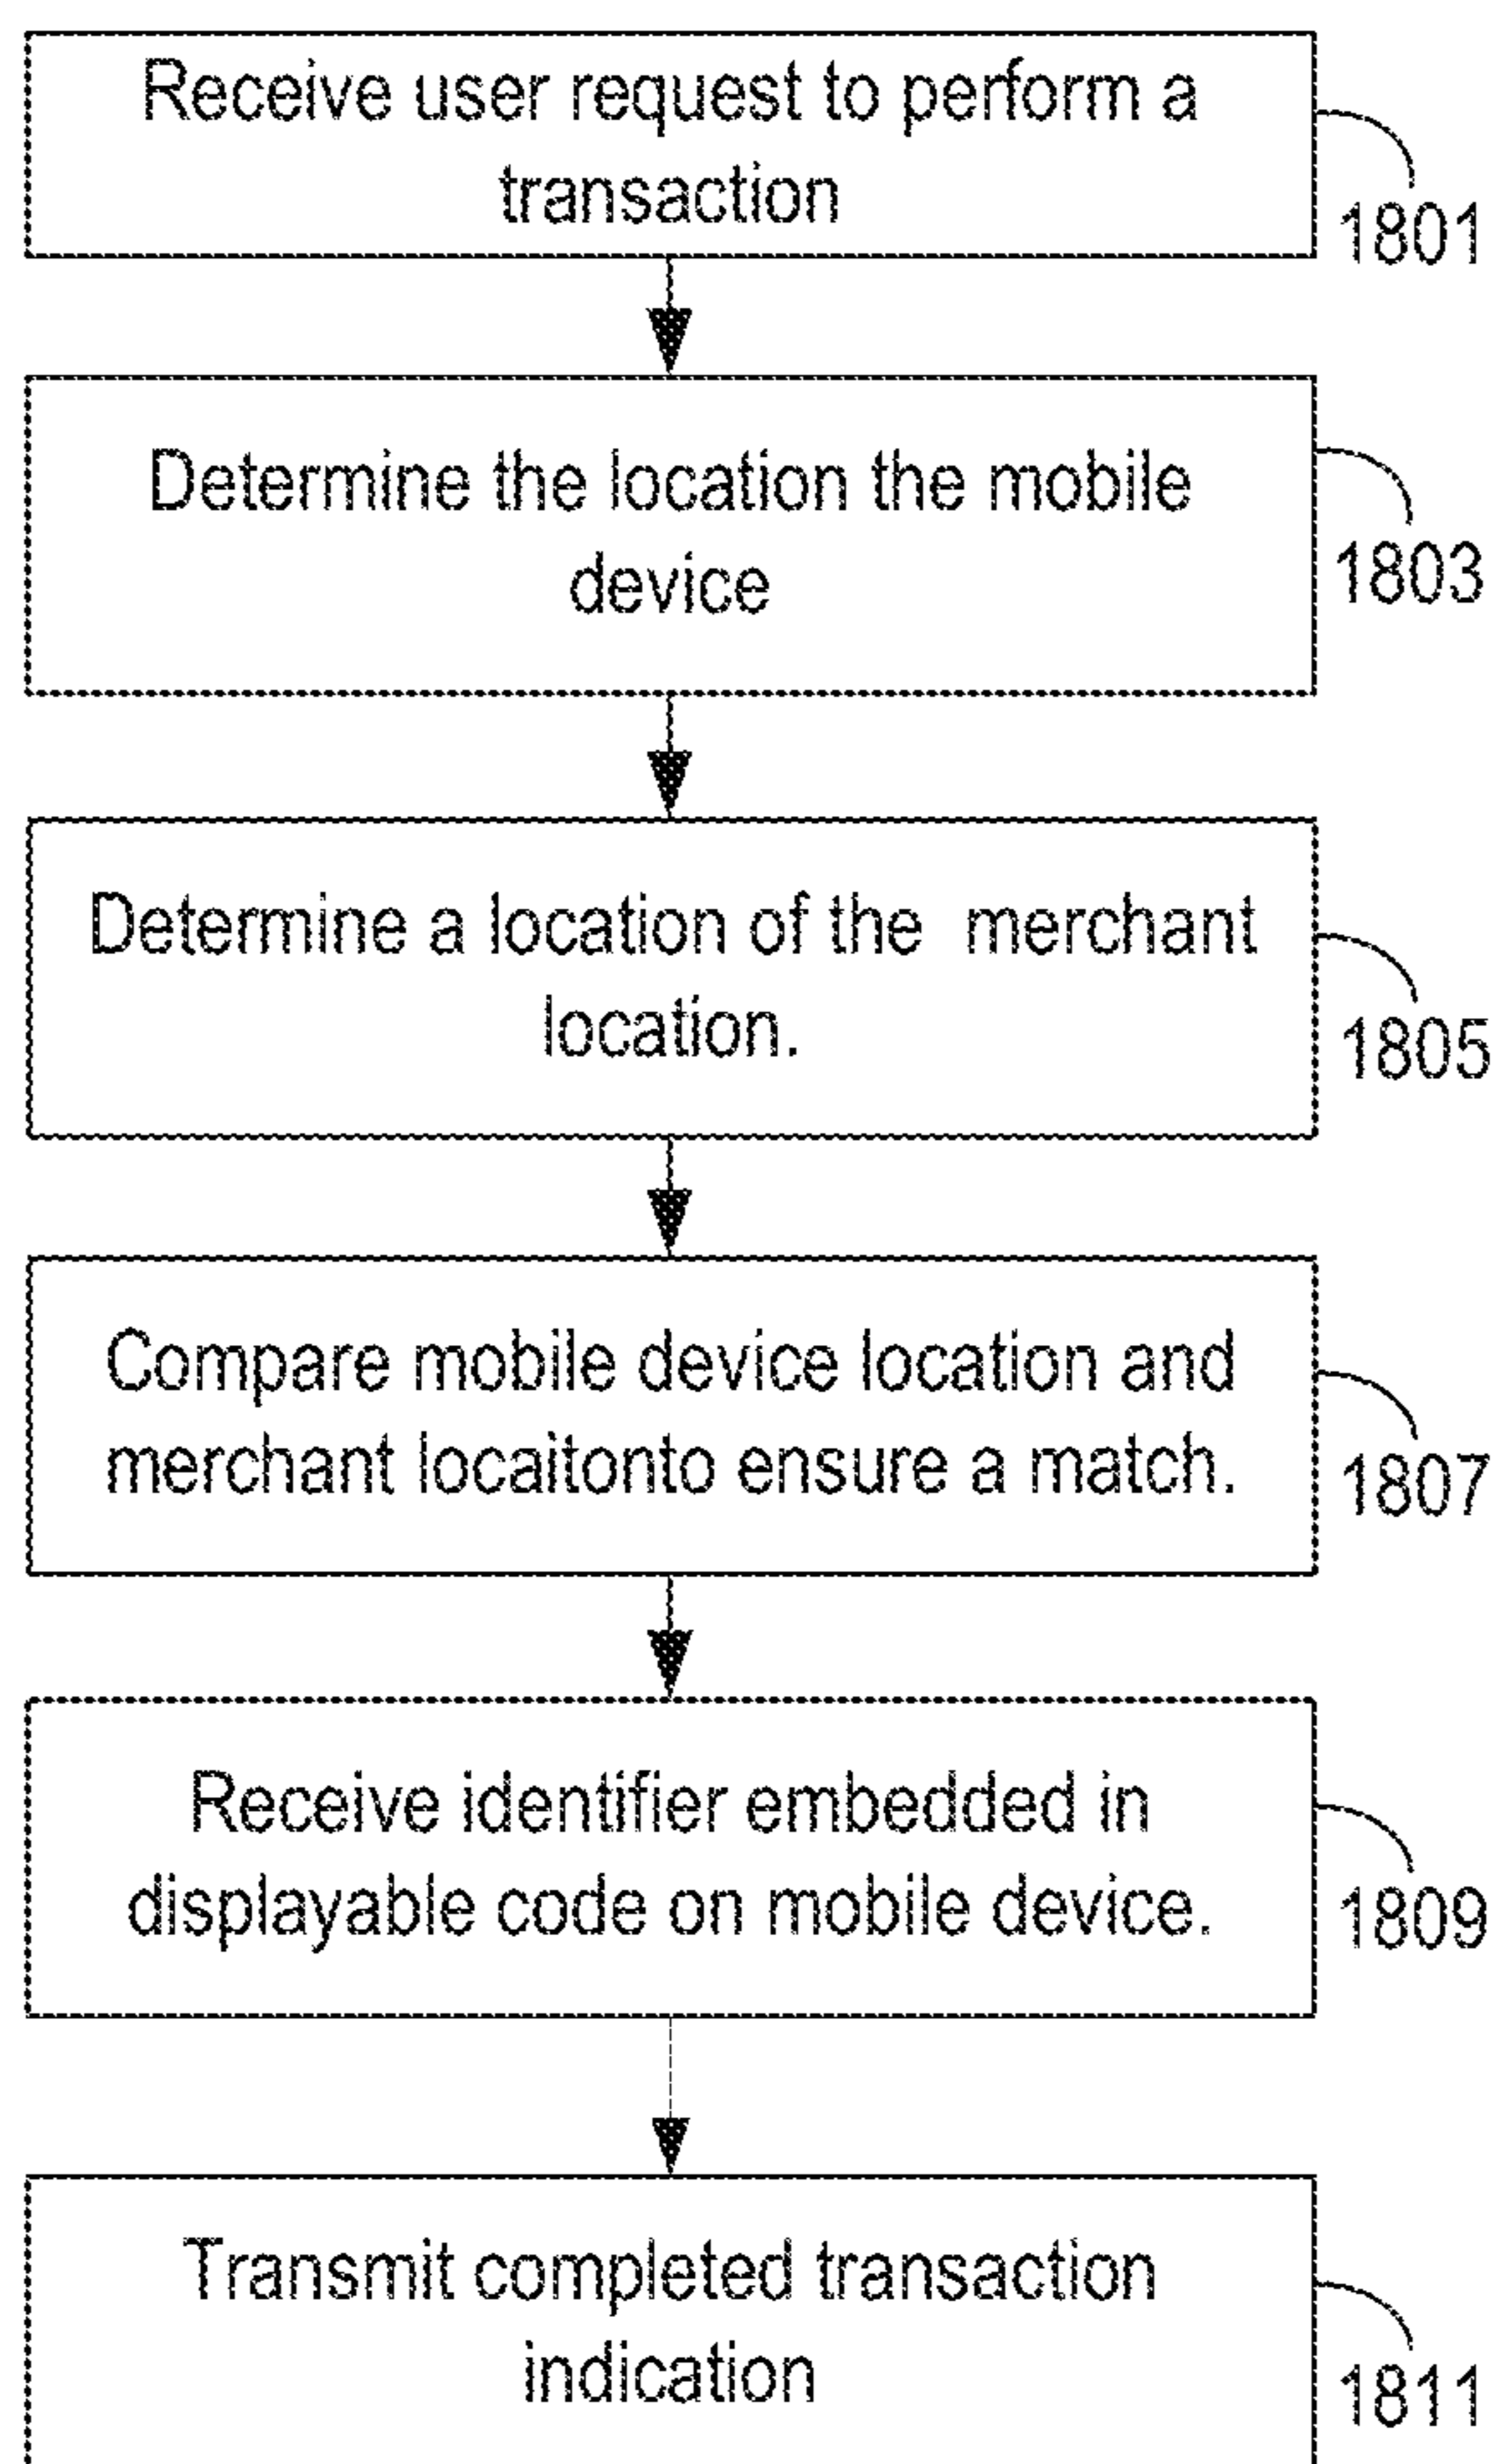 Receive user request to perform a
transaction
1801
Determine the location the mobile
device
1803
Determine a location of the  merchant
location.
1805
Compare mobile device location and
merchant locaitonto ensure a match.
1807
Receive identifier embedded in
displayable code on mobile device.
1809
Transmit completed transaction
indication
1811